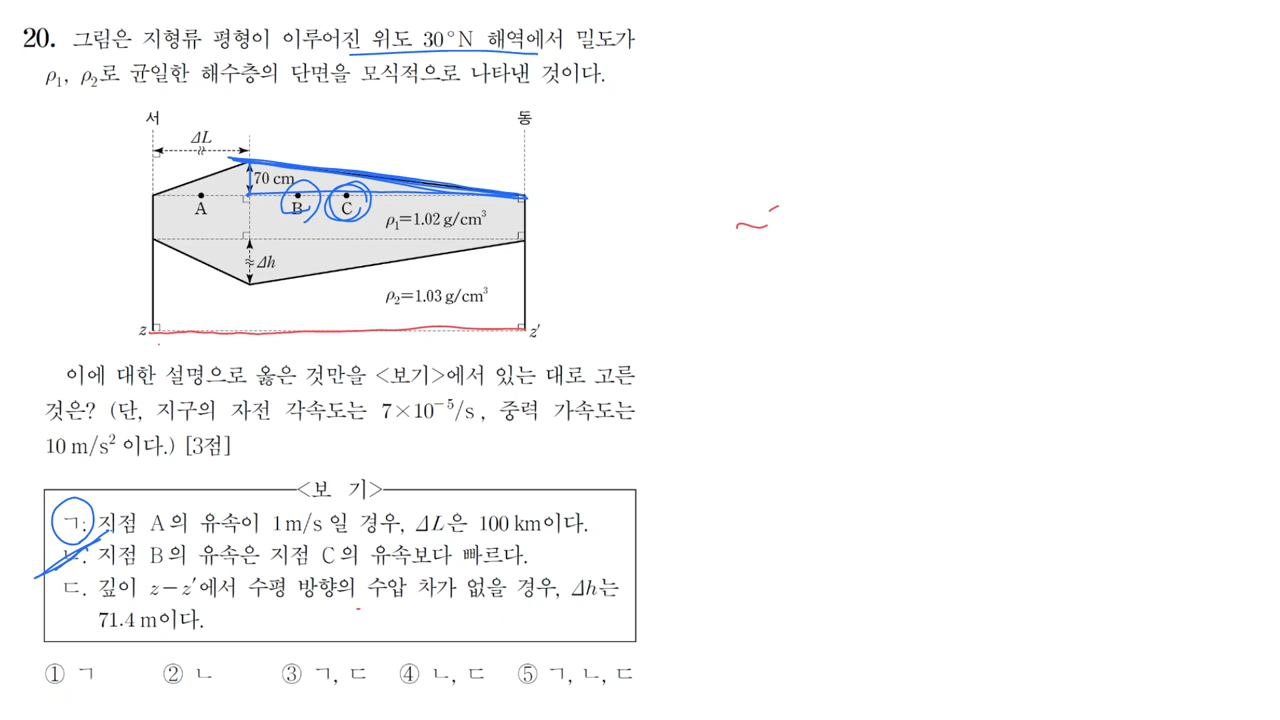 20. 그림은 지형류 평형이 이루어진 위도 30°N 해역에서 밀도가
ρ₁, ρ₂로 균일한 해수층의 단면을 모식적으로 나타낸 것이다.
서
동
ΔL
70 cm
A
B
C
ρ₁=1.02 g/cm³
Δh
ρ₂=1.03 g/cm³
z
z′
이에 대한 설명으로 옳은 것만을 <보기>에서 있는 대로 고른
것은? (단, 지구의 자전 각속도는 7×10⁻⁵/s, 중력 가속도는
10 m/s² 이다.) [3점]
<보 기>
ㄱ. 지점 A의 유속이 1 m/s 일 경우, ΔL은 100 km이다.
ㄴ. 지점 B의 유속은 지점 C의 유속보다 빠르다.
ㄷ. 깊이 z－z′에서 수평 방향의 수압 차가 없을 경우, Δh는
71.4 m이다.
① ㄱ ② ㄴ ③ ㄱ, ㄷ ④ ㄴ, ㄷ ⑤ ㄱ, ㄴ, ㄷ